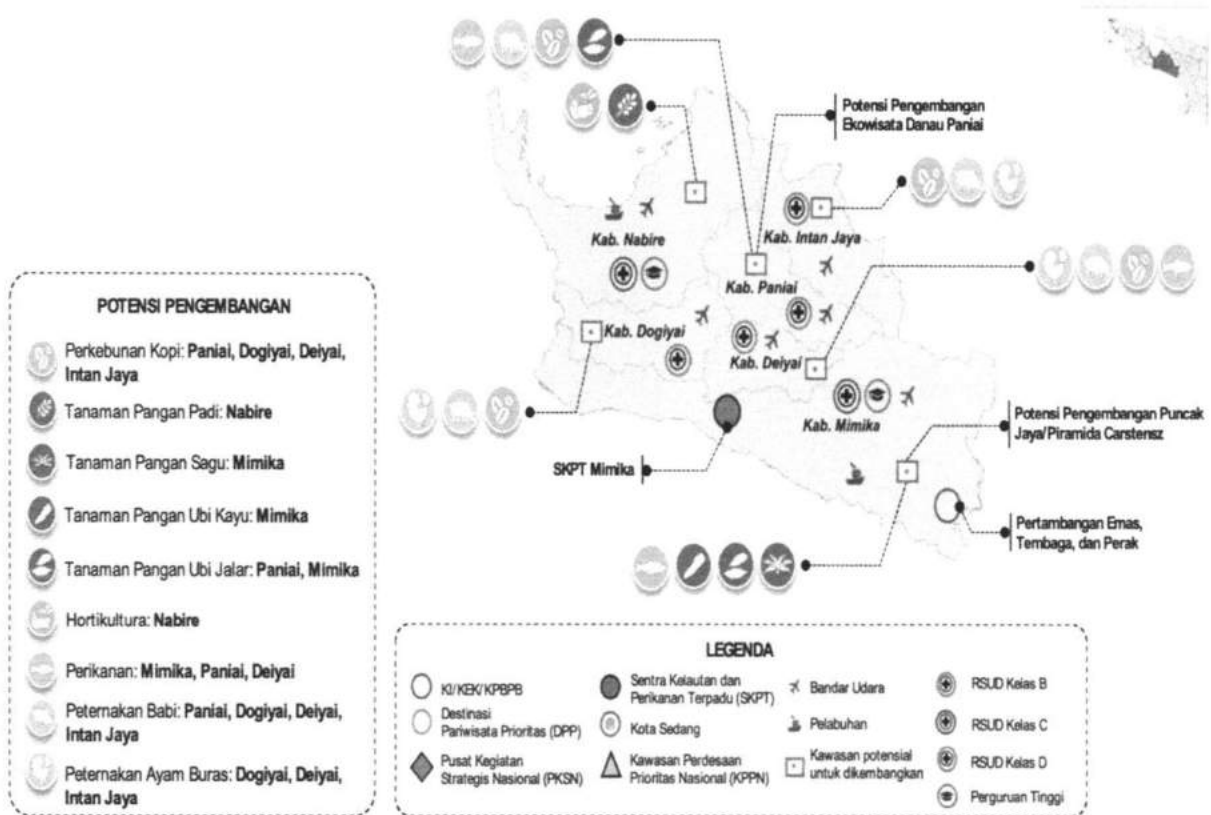 Potensi Pengembangan
Ekowisata Danau Paniai
Kab. Nabire
Kab. Intan Jaya
Kab. Paniai
Kab. Dogiyai
Kab. Deiyai
Kab. Mimika
SKPT Mimika
Potensi Pengembangan Puncak
Jaya/Piramida Carstensz
Pertambangan Emas,
Tembaga, dan Perak
POTENSI PENGEMBANGAN
Perkebunan Kopi: Paniai, Dogiyai, Deiyai,
Intan Jaya
Tanaman Pangan Padi: Nabire
Tanaman Pangan Sagu: Mimika
Tanaman Pangan Ubi Kayu: Mimika
Tanaman Pangan Ubi Jalar: Paniai, Mimika
Hortikultura: Nabire
Perikanan: Mimika, Paniai, Deiyai
Peternakan Babi: Paniai, Dogiyai, Deiyai,
Intan Jaya
Peternakan Ayam Buras: Dogiyai, Deiyai,
Intan Jaya
LEGENDA
KI/KEK/KPBPB
Destinasi
Pariwisata Prioritas (DPP)
Pusat Kegiatan
Strategis Nasional (PKSN)
Sentra Kelautan dan
Perikanan Terpadu (SKPT)
Kota Sedang
Kawasan Perdesaan
Prioritas Nasional (KPPN)
Bandar Udara
Pelabuhan
Kawasan potensial
untuk dikembangkan
RSUD Kelas B
RSUD Kelas C
RSUD Kelas D
Perguruan Tinggi